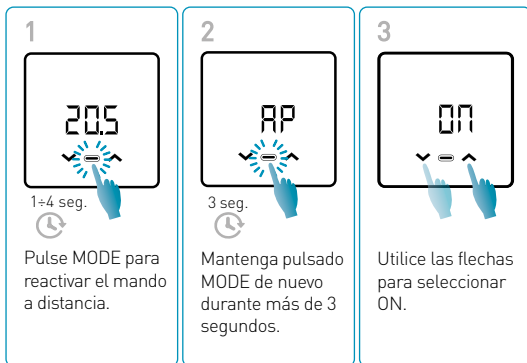 1
20.5
1÷4 seg.
Pulse MODE para
reactivar el mando
a distancia.
2
AP
3 seg.
Mantenga pulsado
MODE de nuevo
durante más de 3
segundos.
3
ON
Utilice las flechas
para seleccionar
ON.